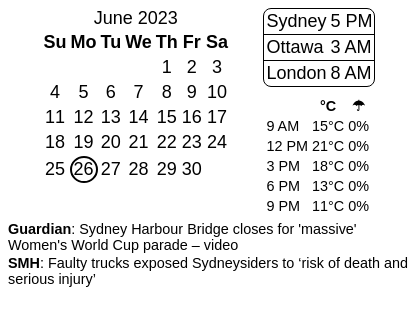 June 2023
Su Mo Tu We Th Fr Sa
1 2 3
4 5 6 7 8 9 10
11 12 13 14 15 16 17
18 19 20 21 22 23 24
25 26 27 28 29 30
Sydney 5 PM
Ottawa 3 AM
London 8 AM
°C ☂
9 AM 15°C 0%
12 PM 21°C 0%
3 PM 18°C 0%
6 PM 13°C 0%
9 PM 11°C 0%
Guardian: Sydney Harbour Bridge closes for 'massive'
Women's World Cup parade – video
SMH: Faulty trucks exposed Sydneysiders to ‘risk of death and
serious injury’